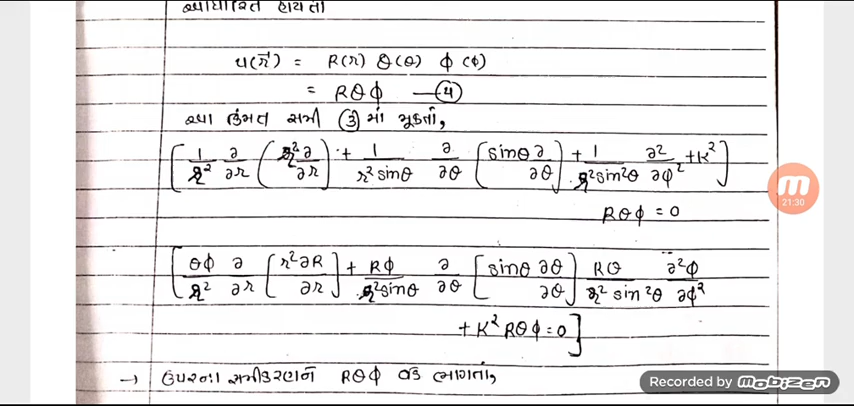 આધારિત હોય તો
u(r⃗) = R(r) Θ(θ) Φ(ϕ)
= RθΦ —④
આ કિંમત સમી ③ માં મૂકતાં,
[1/r² ∂/∂r (r²∂/∂r) + 1/r² sinθ ∂/∂θ [sinθ∂/∂θ] + 1/r² sin²θ ∂²/∂ϕ² + K²]
Rθϕ = 0
[θϕ/r² ∂/∂r [r²∂R/∂r] + Rϕ/r² sinθ ∂/∂θ [sinθ ∂θ/∂θ] Rθ/r² sin²θ ∂²ϕ/∂ϕ²
+ K² Rθϕ = 0]
→ ઉપરના સમીકરણને Rθϕ વડે ભાગતાં,
21:30
Recorded by mobizen